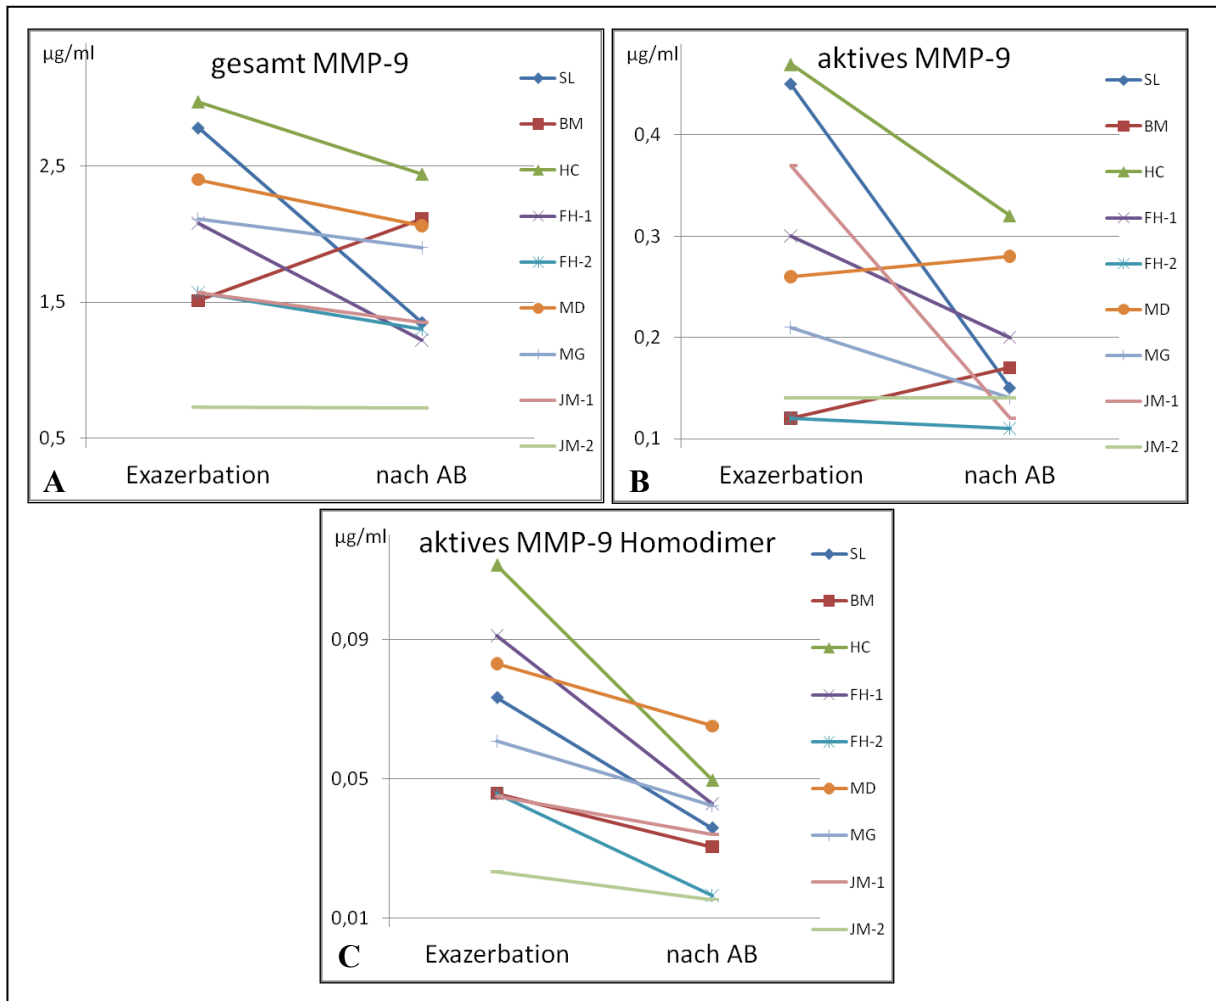 µg/ml
gesamt MMP-9
2,5
1,5
0,5
Exazerbation
nach AB
SL
BM
HC
FH-1
FH-2
MD
MG
JM-1
JM-2
A
µg/ml
aktives MMP-9
0,4
0,3
0,2
0,1
Exazerbation
nach AB
SL
BM
HC
FH-1
FH-2
MD
MG
JM-1
JM-2
B
µg/ml
aktives MMP-9 Homodimer
0,09
0,05
0,01
Exazerbation
nach AB
SL
BM
HC
FH-1
FH-2
MD
MG
JM-1
JM-2
C